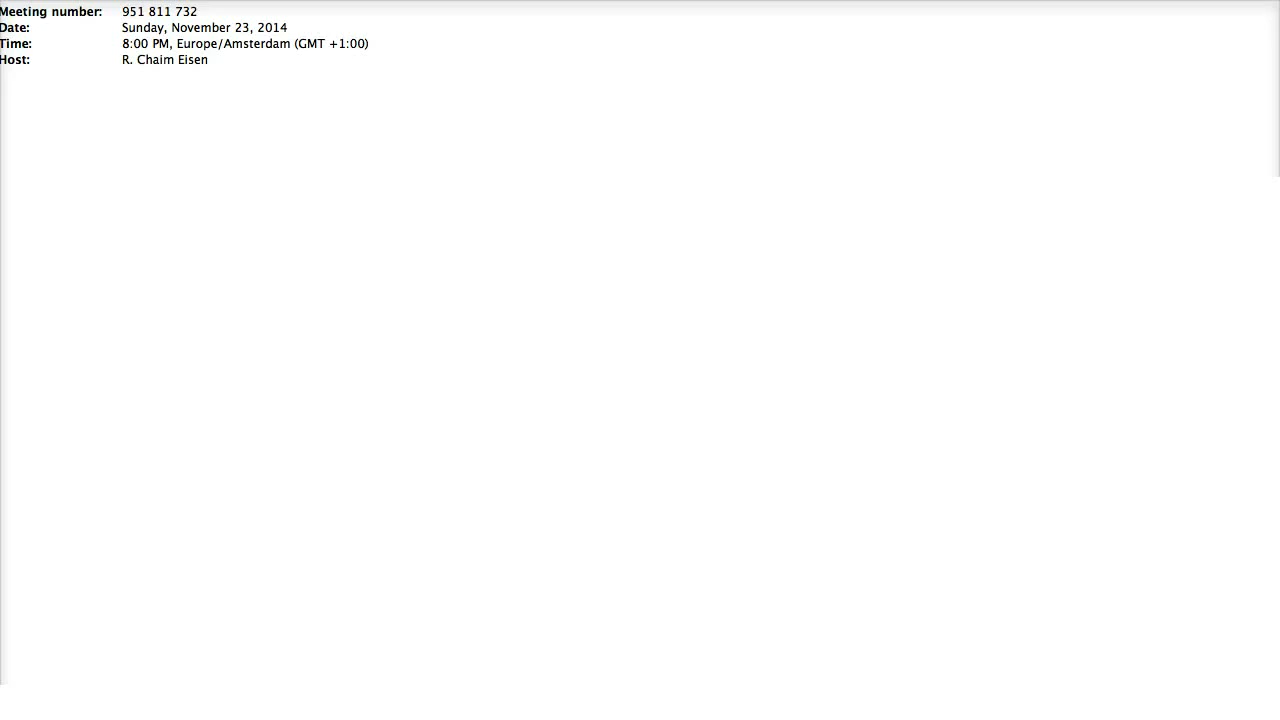 Meeting number: 951 811 732
Date: Sunday, November 23, 2014
Time: 8:00 PM, Europe/Amsterdam (GMT +1:00)
Host: R. Chaim Eisen